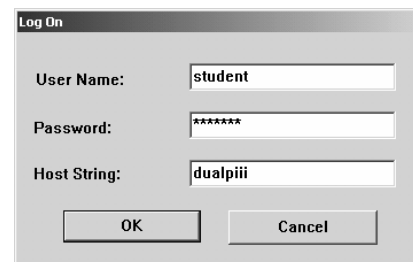 Log On
User Name: student
Password: *******
Host String: dualpiii
OK Cancel